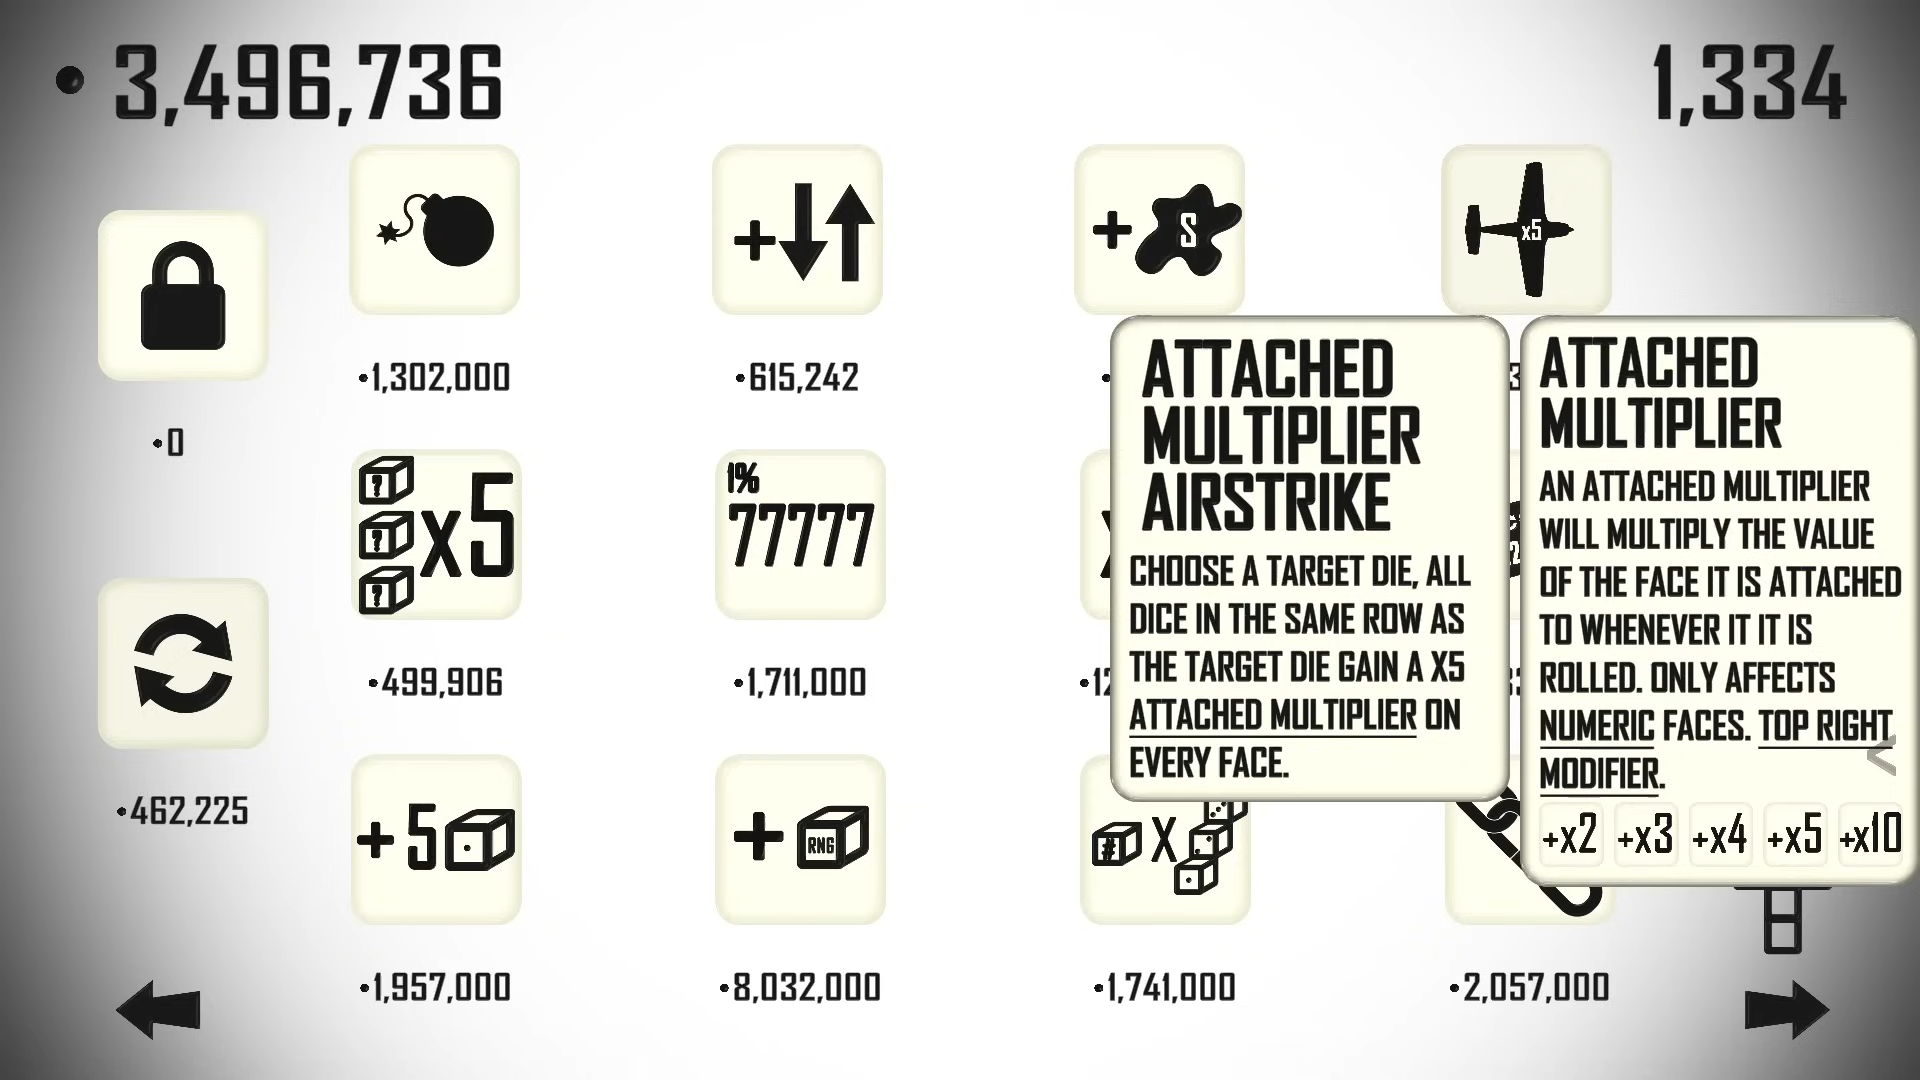 3,496,736
1,334
+
+ S
x5
1,302,000
615,242
0
ATTACHED
MULTIPLIER
AIRSTRIKE
CHOOSE A TARGET DIE, ALL
DICE IN THE SAME ROW AS
THE TARGET DIE GAIN A X5
ATTACHED MULTIPLIER ON
EVERY FACE.
ATTACHED
MULTIPLIER
AN ATTACHED MULTIPLIER
WILL MULTIPLY THE VALUE
OF THE FACE IT IS ATTACHED
TO WHENEVER IT IT IS
ROLLED. ONLY AFFECTS
NUMERIC FACES. TOP RIGHT
MODIFIER.
+x2 +x3 +x4 +x5 +x10
<
? ? ? x5
1%
77777
499,906
1,711,000
462,225
+ 5
+ RNG
# X
1,957,000
8,032,000
1,741,000
2,057,000